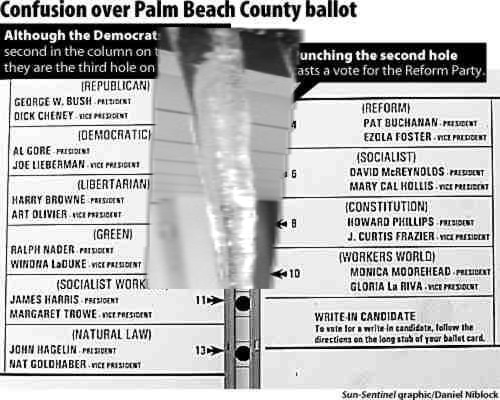 Confusion over Palm Beach County ballot
Although the Democrats
second in the column on t
they are the third hole on
unching the second hole
asts a vote for the Reform Party.
(REPUBLICAN)
GEORGE W. BUSH - PRESIDENT
DICK CHENEY - VICE PRESIDENT
(DEMOCRATIC)
AL GORE - PRESIDENT
JOE LIEBERMAN - VICE PRESIDENT
(LIBERTARIAN)
HARRY BROWNE - PRESIDENT
ART OLIVIER - VICE PRESIDENT
(GREEN)
RALPH NADER - PRESIDENT
WINONA LaDUKE - VICE PRESIDENT
(SOCIALIST WORK
JAMES HARRIS - PRESIDENT
MARGARET TROWE - VICE PRESIDENT
11
(NATURAL LAW)
JOHN HAGELIN - PRESIDENT
NAT GOLDHABER - VICE PRESIDENT
13
(REFORM)
4
PAT BUCHANAN - PRESIDENT
EZOLA FOSTER - VICE PRESIDENT
(SOCIALIST)
6
DAVID McREYNOLDS - PRESIDENT
MARY CAL HOLLIS - VICE PRESIDENT
(CONSTITUTION)
8
HOWARD PHILLIPS - PRESIDENT
J. CURTIS FRAZIER - VICE PRESIDENT
(WORKERS WORLD)
10
MONICA MOOREHEAD - PRESIDENT
GLORIA La RIVA - VICE PRESIDENT
WRITE-IN CANDIDATE
To vote for a write-in candidate, follow the
directions on the long stub of your ballot card.
Sun-Sentinel graphic/Daniel Niblock